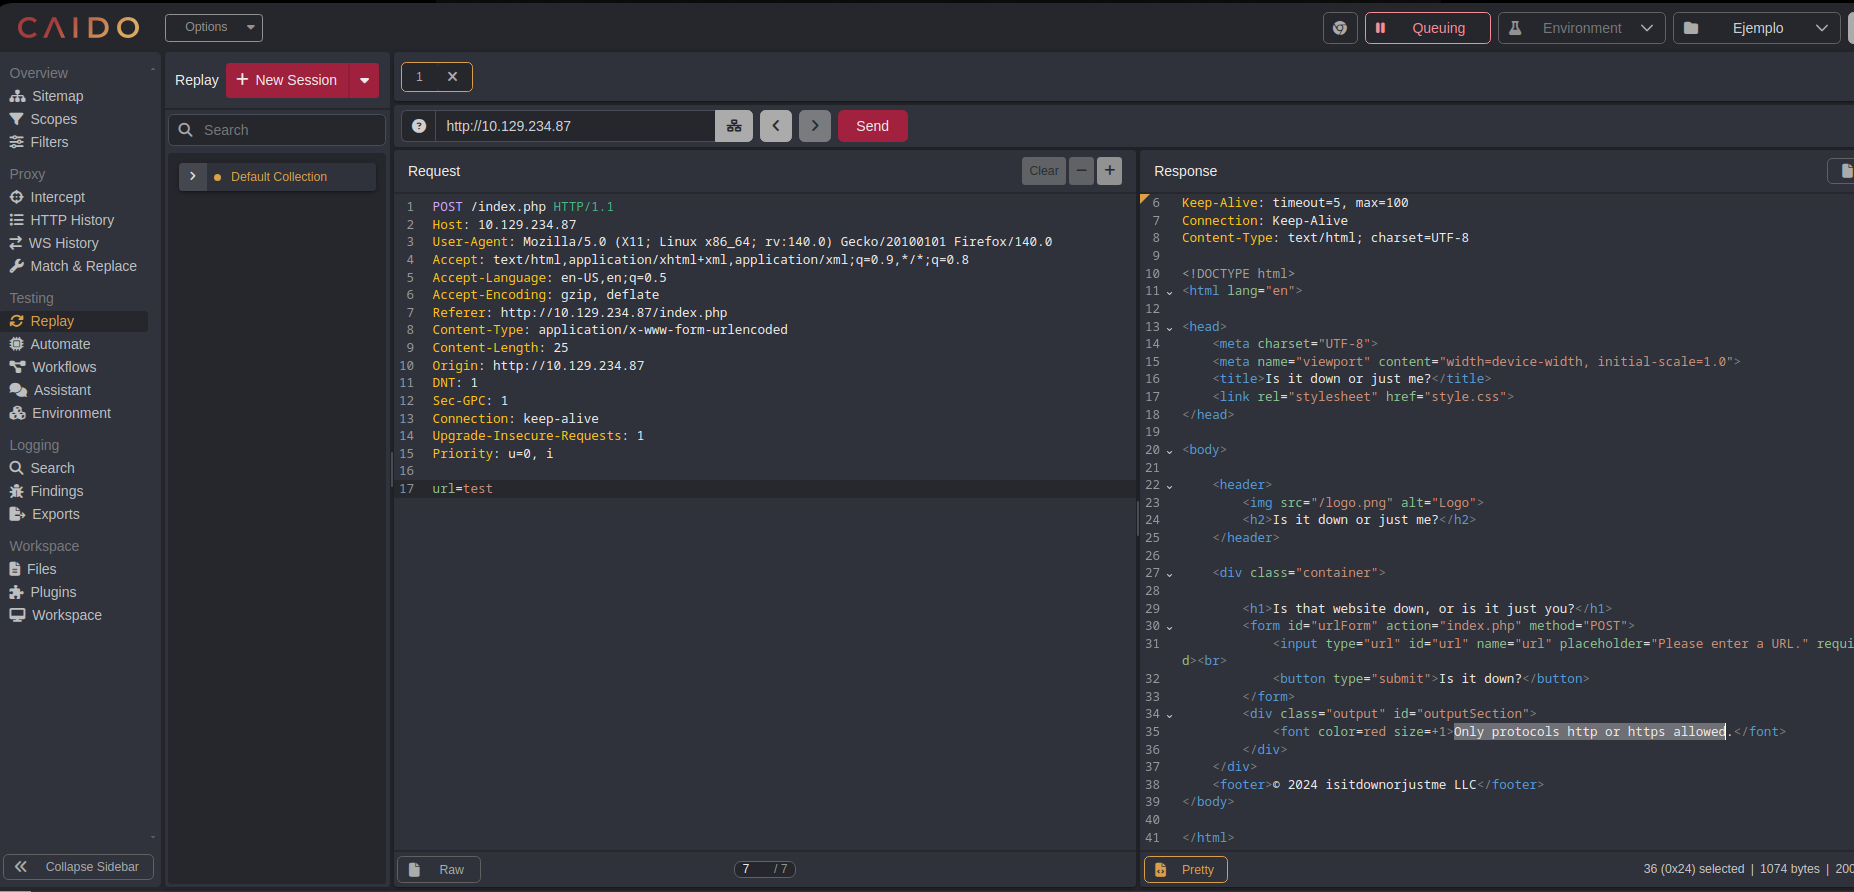 CAIDO
Options
Queuing
Environment
Ejemplo
Overview
Sitemap
Scopes
Filters
Proxy
Intercept
HTTP History
WS History
Match & Replace
Testing
Replay
Automate
Workflows
Assistant
Environment
Logging
Search
Findings
Exports
Workspace
Files
Plugins
Workspace
Collapse Sidebar
Replay
+ New Session
Search
Default Collection
1 ×
? http://10.129.234.87
< > Send
Request
Clear − +
1 POST /index.php HTTP/1.1
2 Host: 10.129.234.87
3 User-Agent: Mozilla/5.0 (X11; Linux x86_64; rv:140.0) Gecko/20100101 Firefox/140.0
4 Accept: text/html,application/xhtml+xml,application/xml;q=0.9,*/*;q=0.8
5 Accept-Language: en-US,en;q=0.5
6 Accept-Encoding: gzip, deflate
7 Referer: http://10.129.234.87/index.php
8 Content-Type: application/x-www-form-urlencoded
9 Content-Length: 25
10 Origin: http://10.129.234.87
11 DNT: 1
12 Sec-GPC: 1
13 Connection: keep-alive
14 Upgrade-Insecure-Requests: 1
15 Priority: u=0, i
16
17 url=test
Raw
7 / 7
Response
6 Keep-Alive: timeout=5, max=100
7 Connection: Keep-Alive
8 Content-Type: text/html; charset=UTF-8
9
10 <!DOCTYPE html>
11 <html lang="en">
12
13 <head>
14 <meta charset="UTF-8">
15 <meta name="viewport" content="width=device-width, initial-scale=1.0">
16 <title>Is it down or just me?</title>
17 <link rel="stylesheet" href="style.css">
18 </head>
19
20 <body>
21
22 <header>
23 <img src="/logo.png" alt="Logo">
24 <h2>Is it down or just me?</h2>
25 </header>
26
27 <div class="container">
28
29 <h1>Is that website down, or is it just you?</h1>
30 <form id="urlForm" action="index.php" method="POST">
31 <input type="url" id="url" name="url" placeholder="Please enter a URL." requi
d><br>
32 <button type="submit">Is it down?</button>
33 </form>
34 <div class="output" id="outputSection">
35 <font color=red size=+1>Only protocols http or https allowed.</font>
36 </div>
37 </div>
38 <footer>© 2024 isitdownorjustme LLC</footer>
39 </body>
40
41 </html>
Pretty
36 (0x24) selected | 1074 bytes | 200